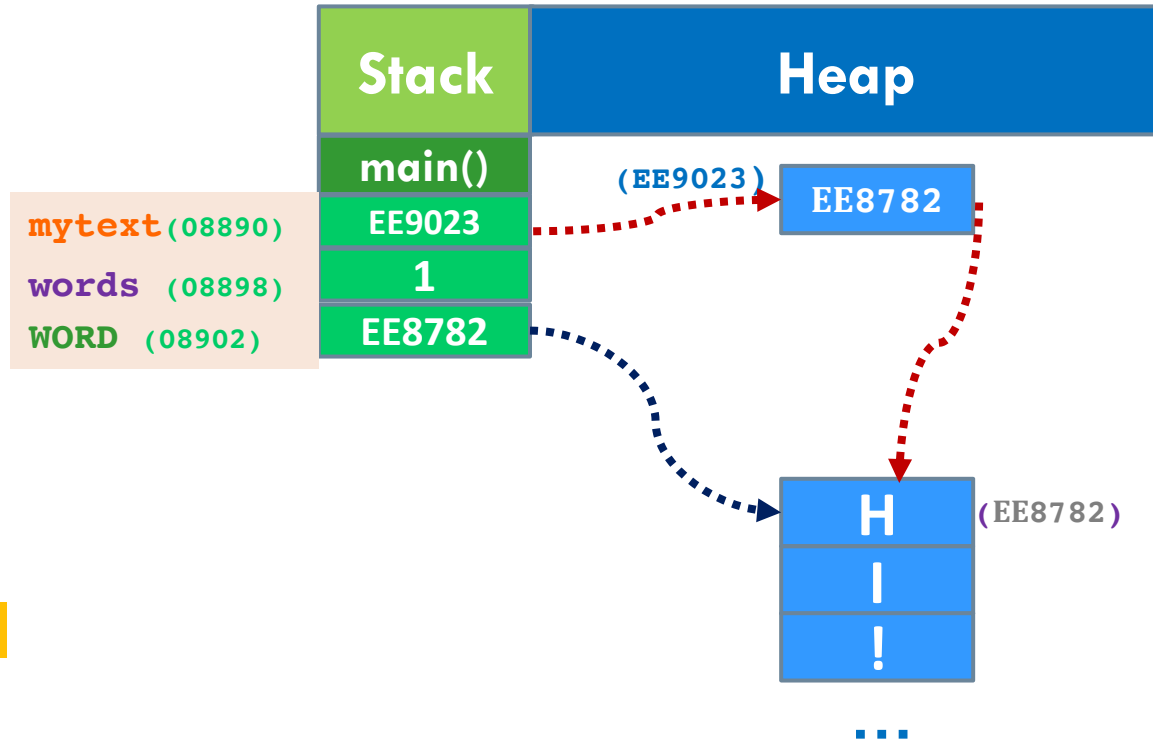 Stack Heap
main()
(EE9023) EE8782
mytext(08890) EE9023
words (08898) 1
WORD (08902) EE8782
H (EE8782)
I
!
...